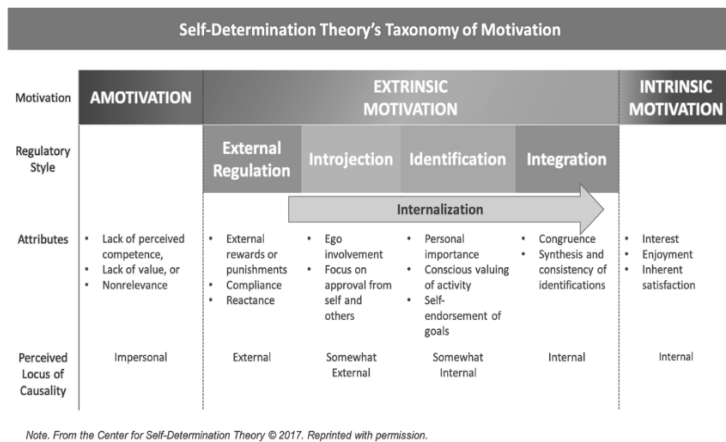 Self-Determination Theory's Taxonomy of Motivation
Motivation
AMOTIVATION
EXTRINSIC
MOTIVATION
INTRINSIC
MOTIVATION
Regulatory
Style
External
Regulation
Introjection
Identification
Integration
Internalization
Attributes
• Lack of perceived
competence,
• Lack of value, or
• Nonrelevance
• External
rewards or
punishments
• Compliance
• Reactance
• Ego
involvement
• Focus on
approval from
self and
others
• Personal
importance
• Conscious valuing
of activity
• Self-
endorsement of
goals
• Congruence
• Synthesis and
consistency of
identifications
• Interest
• Enjoyment
• Inherent
satisfaction
Perceived
Locus of
Causality
Impersonal
External
Somewhat
External
Somewhat
Internal
Internal
Internal
Note. From the Center for Self-Determination Theory © 2017. Reprinted with permission.